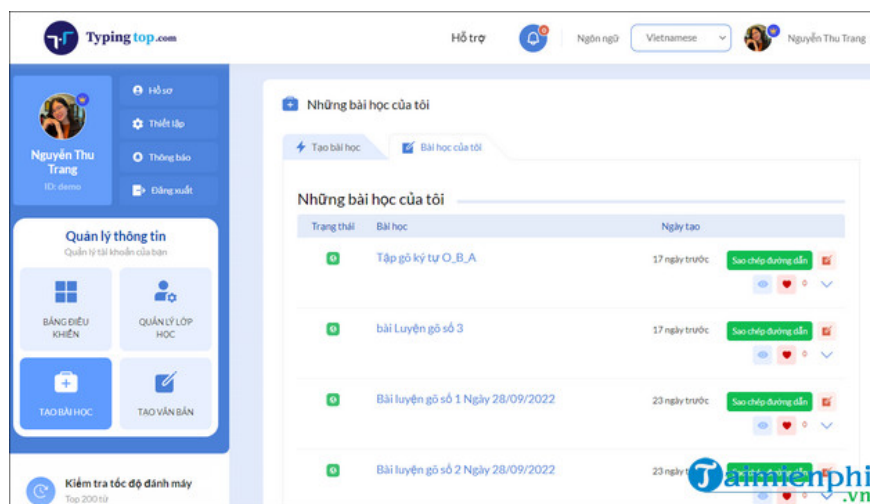 Typing top.com
Hỗ trợ
6
Ngôn ngữ
Vietnamese
Nguyễn Thu Trang
Nguyễn Thu
Trang
ID: demo
Hồ sơ
Thiết lập
Thông báo
Đăng xuất
Quản lý thông tin
Quản lý tài khoản của bạn
BẢNG ĐIỀU
KHIỂN
QUẢN LÝ LỚP
HỌC
TẠO BÀI HỌC
TẠO VĂN BẢN
Kiểm tra tốc độ đánh máy
Top 200 từ
Những bài học của tôi
Tạo bài học
Bài học của tôi
Những bài học của tôi
Trạng thái Bài học Ngày tạo
Tập gõ ký tự O_B_A 17 ngày trước Sao chép đường dẫn
0
bài Luyện gõ số 3 17 ngày trước Sao chép đường dẫn
0
Bài luyện gõ số 1 Ngày 28/09/2022 23 ngày trước Sao chép đường dẫn
0
Bài luyện gõ số 2 Ngày 28/09/2022 23 ngày
Taimienphi
.vn